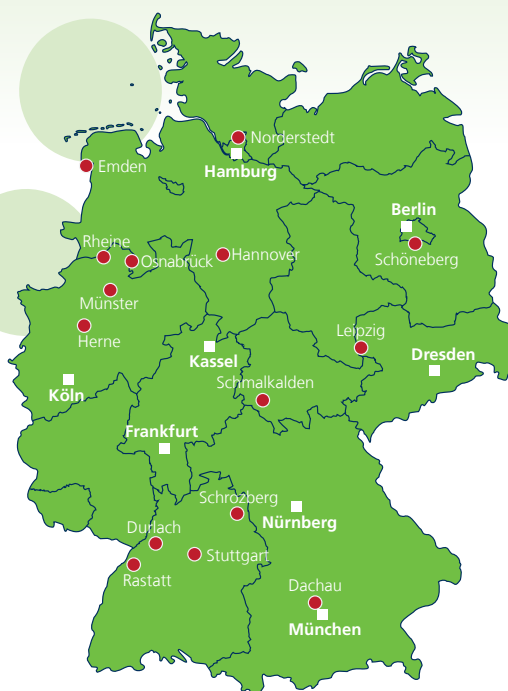 Norderstedt
Emden
Hamburg
Berlin
Rheine
Osnabrück
Hannover
Schöneberg
Münster
Herne
Leipzig
Kassel
Dresden
Schmalkalden
Köln
Frankfurt
Schrozberg
Nürnberg
Durlach
Stuttgart
Rastatt
Dachau
München